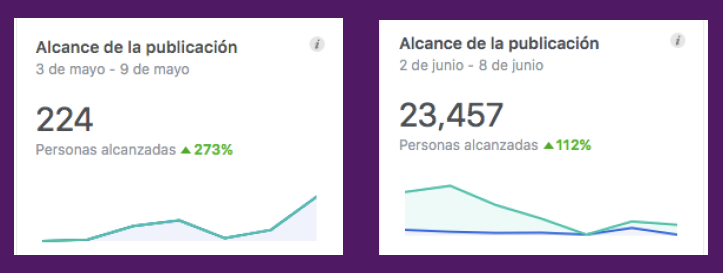 Alcance de la publicación
3 de mayo - 9 de mayo
224
Personas alcanzadas ▲273%
Alcance de la publicación
2 de junio - 8 de junio
23,457
Personas alcanzadas ▲112%